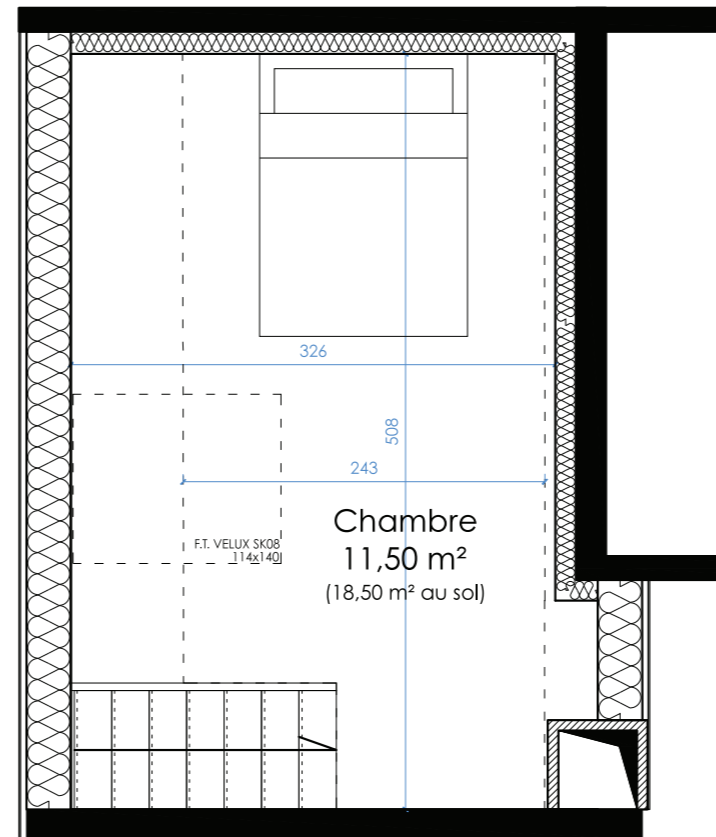 326
508
243
Chambre
11,50 m²
(18,50 m² au sol)
F.T. VELUX SK08
114x140